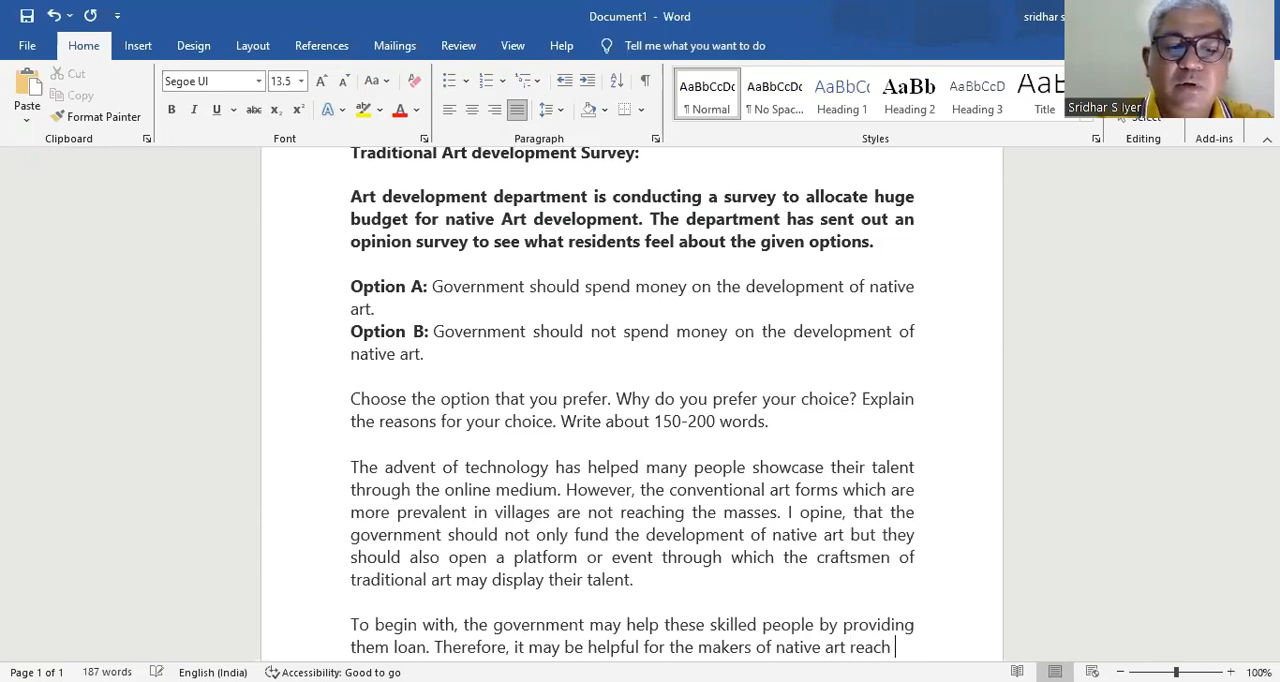 Document1 - Word
sridhar s
File Home Insert Design Layout References Mailings Review View Help Tell me what you want to do
Cut
Copy
Paste
Format Painter
Clipboard
Segoe UI 13.5
Font
Paragraph
AaBbCcDc AaBbCcDc AaBbCc AaBb AaBbCcD
Normal No Spac... Heading 1 Heading 2 Heading 3 Title
Styles
Sridhar S Iyer
Select
Editing
Add-ins
Traditional Art development Survey:
Art development department is conducting a survey to allocate huge
budget for native Art development. The department has sent out an
opinion survey to see what residents feel about the given options.
Option A: Government should spend money on the development of native
art.
Option B: Government should not spend money on the development of
native art.
Choose the option that you prefer. Why do you prefer your choice? Explain
the reasons for your choice. Write about 150-200 words.
The advent of technology has helped many people showcase their talent
through the online medium. However, the conventional art forms which are
more prevalent in villages are not reaching the masses. I opine, that the
government should not only fund the development of native art but they
should also open a platform or event through which the craftsmen of
traditional art may display their talent.
To begin with, the government may help these skilled people by providing
them loan. Therefore, it may be helpful for the makers of native art reach
Page 1 of 1 187 words English (India) Accessibility: Good to go 100%